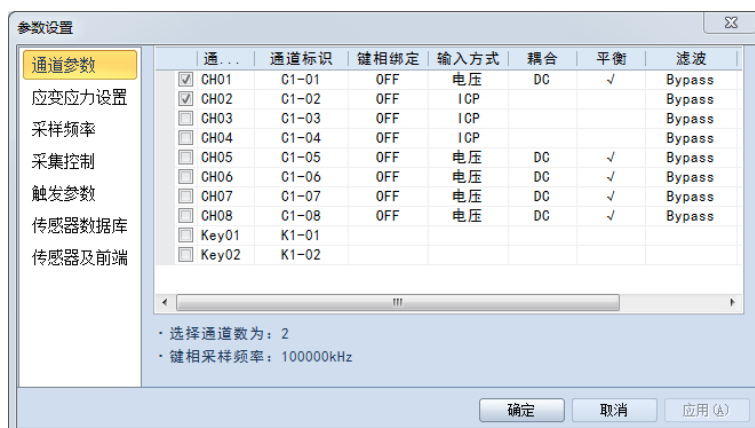 参数设置
通道参数
应变应力设置
采样频率
采集控制
触发参数
传感器数据库
传感器及前端
通... 通道标识 键相绑定 输入方式 耦合 平衡 滤波
CH01 C1-01 OFF 电压 DC √ Bypass
CH02 C1-02 OFF ICP Bypass
CH03 C1-03 OFF ICP Bypass
CH04 C1-04 OFF ICP Bypass
CH05 C1-05 OFF 电压 DC √ Bypass
CH06 C1-06 OFF 电压 DC √ Bypass
CH07 C1-07 OFF 电压 DC √ Bypass
CH08 C1-08 OFF 电压 DC √ Bypass
Key01 K1-01
Key02 K1-02
·选择通道数为：2
·键相采样频率：100000kHz
确定 取消 应用(A)